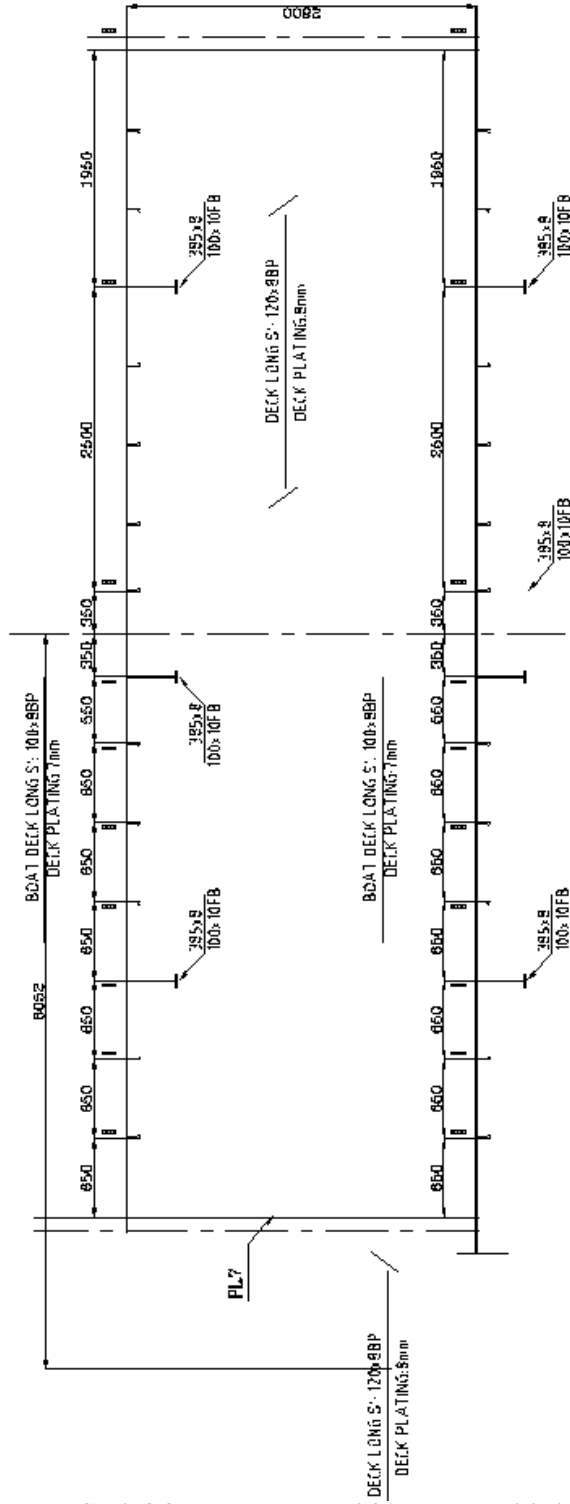 BOAT DECK LONG S': 100x8BP
DECK PLATING:7mm
6052
650
650
650
650
650
650
550
350
350
2600
1950
395x8
100x10FB
395x8
100x10FB
395x8
100x10FB
PL7
DECK LONG S': 120x8BP
DECK PLATING:8mm
2800
DECK LONG S': 120x8BP
DECK PLATING:8mm
BOAT DECK LONG S': 100x8BP
DECK PLATING:7mm
650
650
650
650
650
650
550
350
350
2600
1950
395x8
100x10FB
395x8
100x10FB
395x8
100x10FB